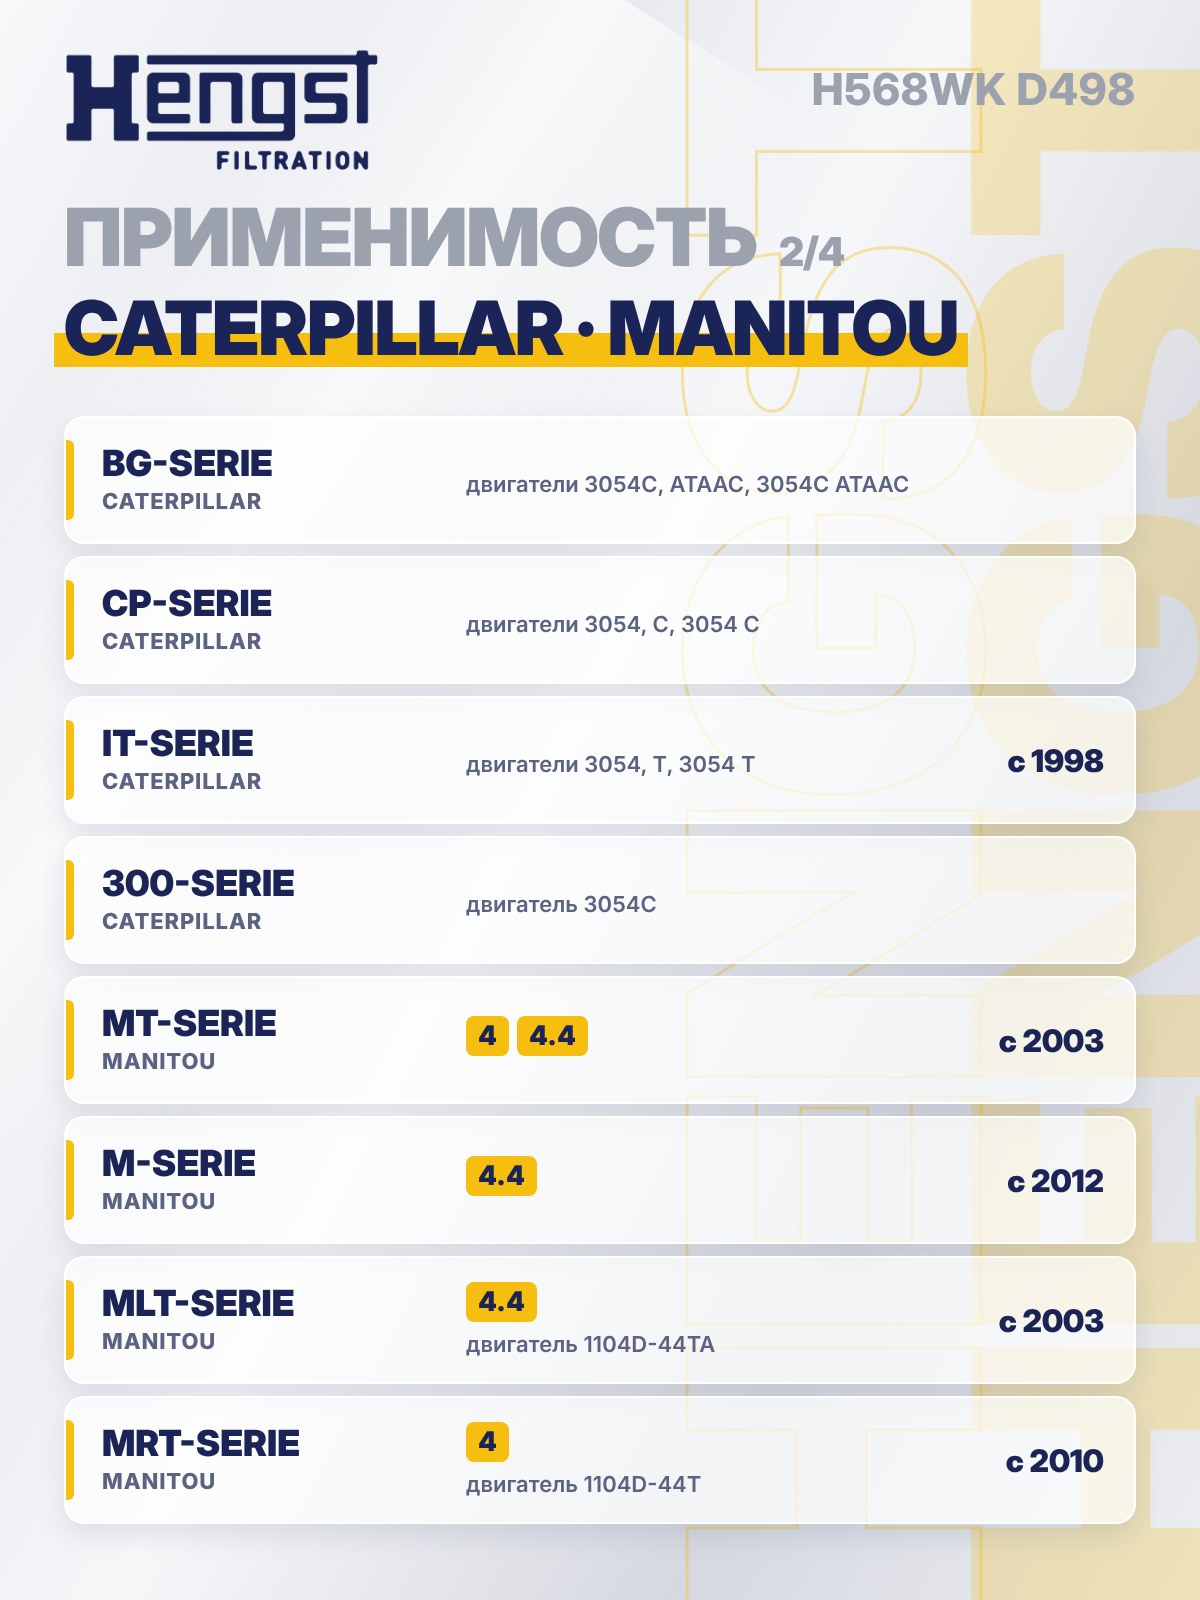 Hengst
FILTRATION
H568WK D498
ПРИМЕНИМОСТЬ 2/4
CATERPILLAR · MANITOU
BG-SERIE
CATERPILLAR
двигатели 3054C, ATAAC, 3054C ATAAC
CP-SERIE
CATERPILLAR
двигатели 3054, C, 3054 C
IT-SERIE
CATERPILLAR
двигатели 3054, T, 3054 T
с 1998
300-SERIE
CATERPILLAR
двигатель 3054C
MT-SERIE
MANITOU
4 4.4
с 2003
M-SERIE
MANITOU
4.4
с 2012
MLT-SERIE
MANITOU
4.4
двигатель 1104D-44TA
с 2003
MRT-SERIE
MANITOU
4
двигатель 1104D-44T
с 2010
HENGST
HENGST